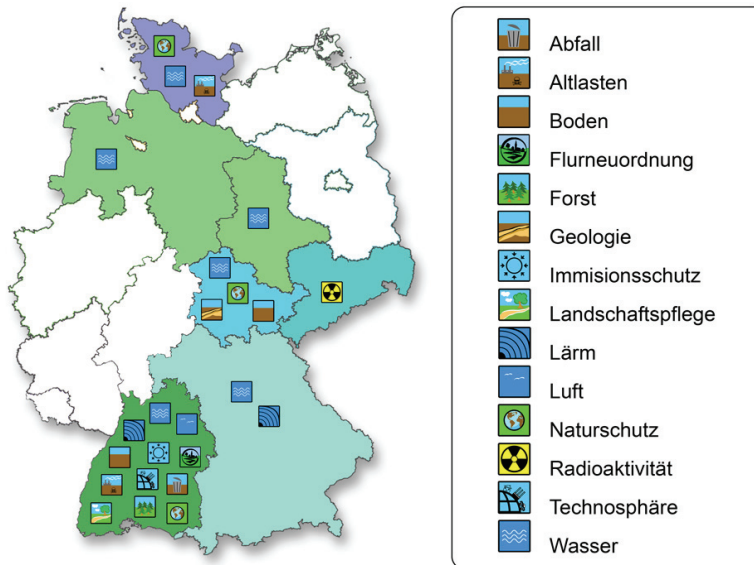 Abfall
Altlasten
Boden
Flurneuordnung
Forst
Geologie
Immisionsschutz
Landschaftspflege
Lärm
Luft
Naturschutz
Radioaktivität
Technosphäre
Wasser